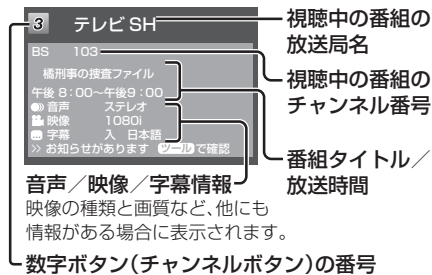 3 テレビSH
BS 103
橘刑事の捜査ファイル
午後 8:00~午後9:00
音声 ステレオ
映像 1080i
字幕 入 日本語
>> お知らせがあります ツールで確認
視聴中の番組の
放送局名
視聴中の番組の
チャンネル番号
番組タイトル／
放送時間
音声／映像／字幕情報
映像の種類と画質など、他にも
情報がある場合に表示されます。
数字ボタン（チャンネルボタン）の番号